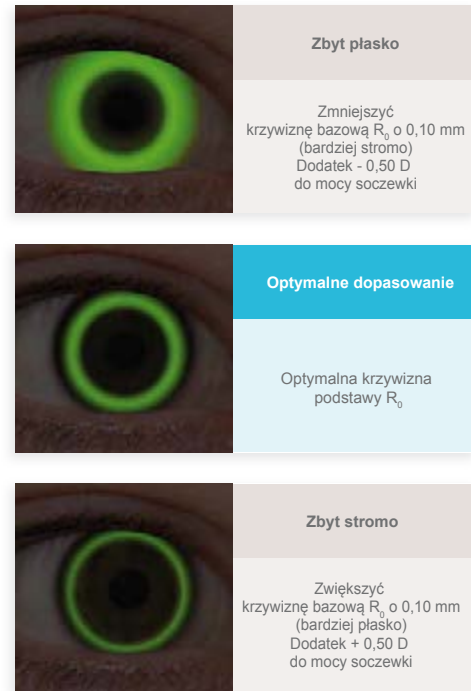 Zbyt płasko
Zmniejszyć
krzywiznę bazową R₀ o 0,10 mm
(bardziej stromo)
Dodatek - 0,50 D
do mocy soczewki
Optymalne dopasowanie
Optymalna krzywizna
podstawy R₀
Zbyt stromo
Zwiększyć
krzywiznę bazową R₀ o 0,10 mm
(bardziej płasko)
Dodatek + 0,50 D
do mocy soczewki